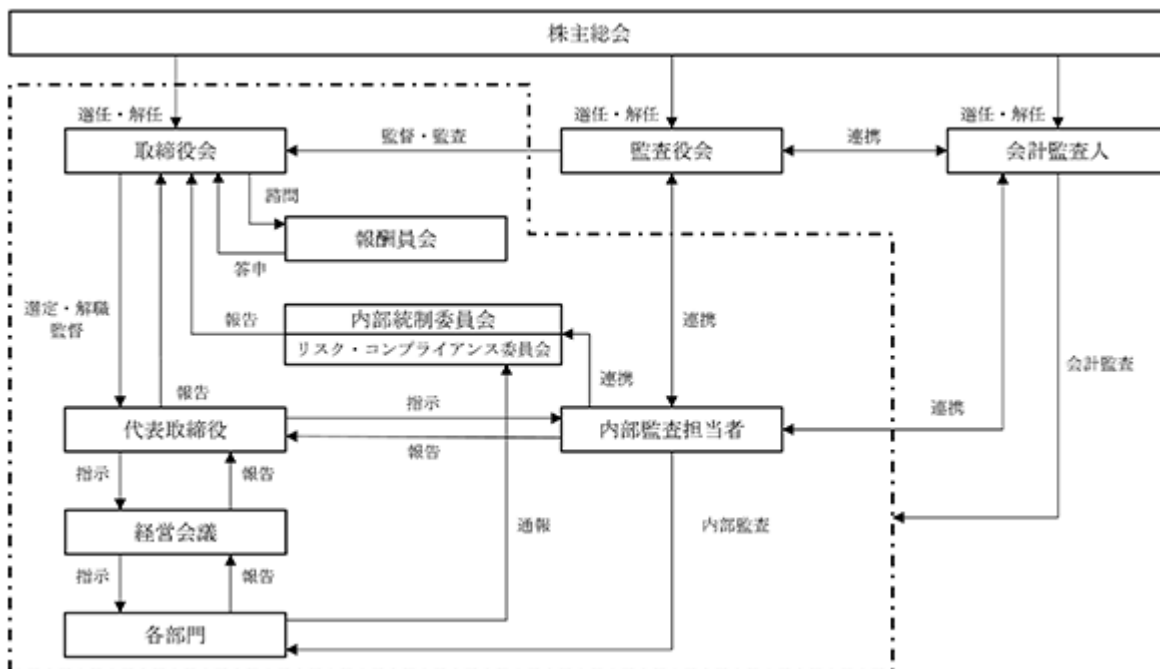 株主総会
選任・解任
選任・解任
選任・解任
取締役会
監督・監査
監査役会
連携
会計監査人
諮問
報酬員会
答申
選定・解職
監督
報告
内部統制委員会
リスク・コンプライアンス委員会
連携
連携
会計監査
報告
指示
連携
代表取締役
内部監査担当者
報告
指示
報告
経営会議
通報
内部監査
指示
報告
各部門